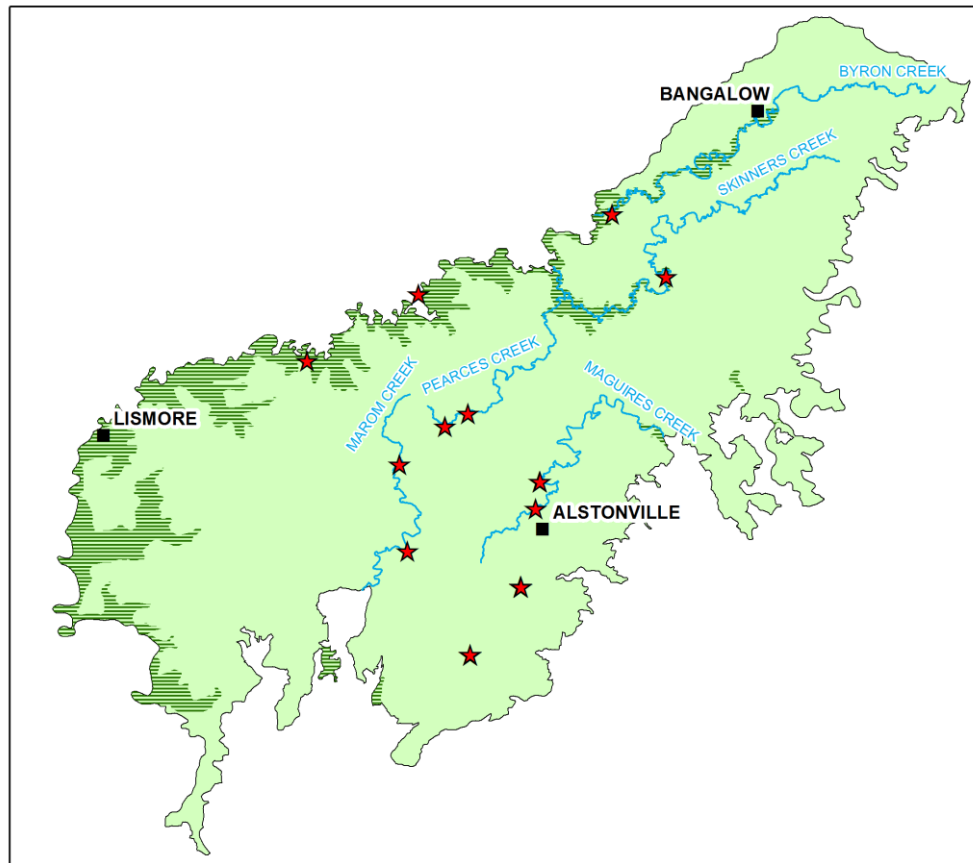 BYRON CREEK
BANGALOW
SKINNERS CREEK
PEARCES CREEK
MAROM CREEK
MAGUIRES CREEK
LISMORE
ALSTONVILLE